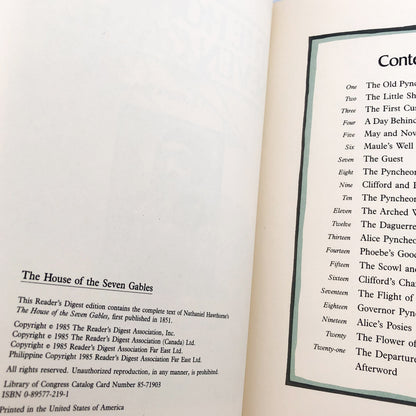 The House of the Seven Gables
This Reader's Digest edition contains the complete text of Nathaniel Hawthorne's
The House of the Seven Gables, first published in 1851.
Copyright © 1985 The Reader's Digest Association, Inc.
Copyright © 1985 The Reader's Digest Association (Canada) Ltd.
Copyright © 1985 Reader's Digest Association Far East Ltd.
Philippine Copyright 1985 Reader's Digest Association Far East Ltd.
All rights reserved. Unauthorized reproduction, in any manner, is prohibited.
Library of Congress Catalog Card Number 85-71903
ISBN 0-89577-219-1
Printed in the United States of America
Conte
One The Old Pync
Two The Little Sh
Three The First Cu
Four A Day Behin
Five May and Nov
Six Maule's Well
Seven The Guest
Eight The Pyncheon
Nine Clifford and
Ten The Pyncheon
Eleven The Arched W
Twelve The Daguerre
Thirteen Alice Pynche
Fourteen Phoebe's Goo
Fifteen The Scowl an
Sixteen Clifford's Cha
Seventeen The Flight of
Eighteen Governor Pync
Nineteen Alice's Posies
Twenty The Flower of
Twenty-one The Departure
Afterword